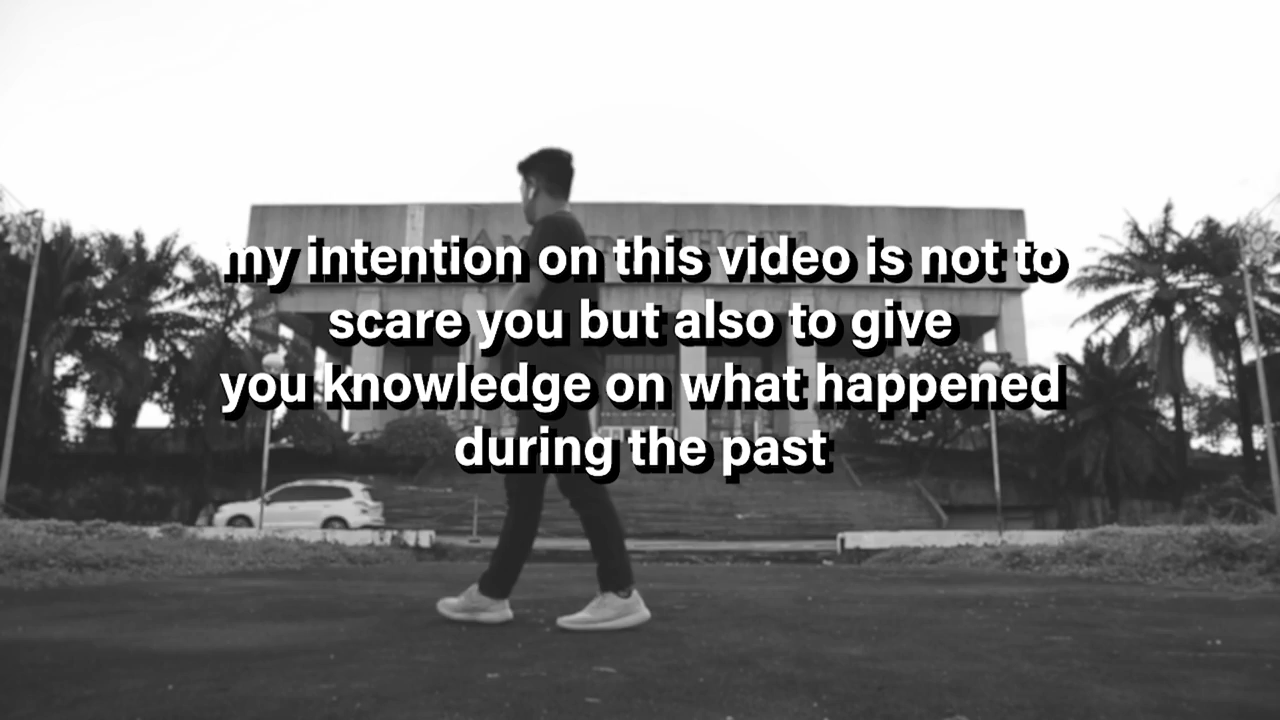 my intention on this video is not to
scare you but also to give
you knowledge on what happened
during the past